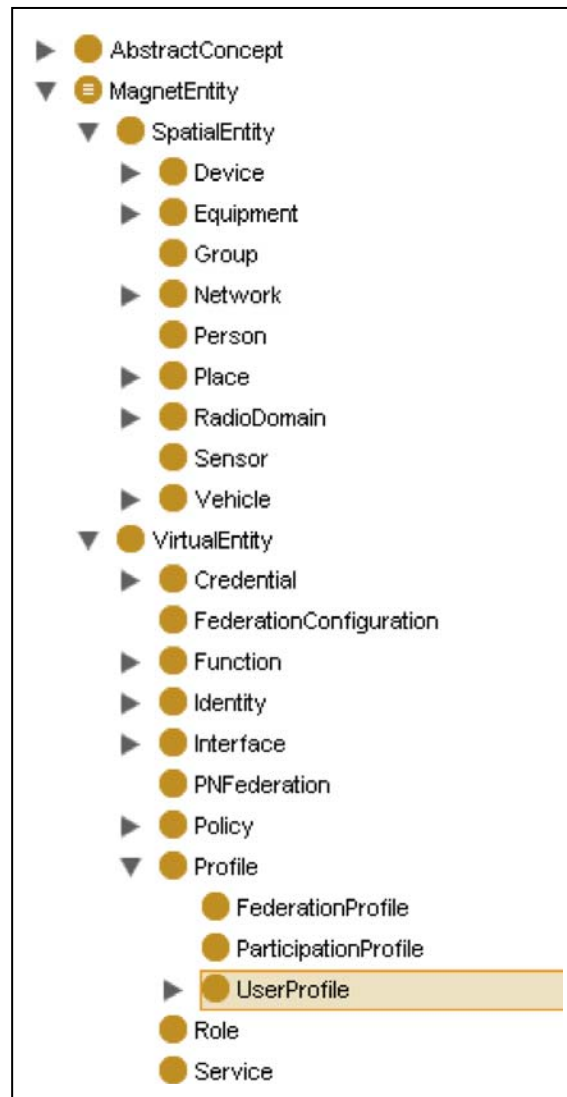 AbstractConcept
MagnetEntity
SpatialEntity
Device
Equipment
Group
Network
Person
Place
RadioDomain
Sensor
Vehicle
VirtualEntity
Credential
FederationConfiguration
Function
Identity
Interface
PNFederation
Policy
Profile
FederationProfile
ParticipationProfile
UserProfile
Role
Service